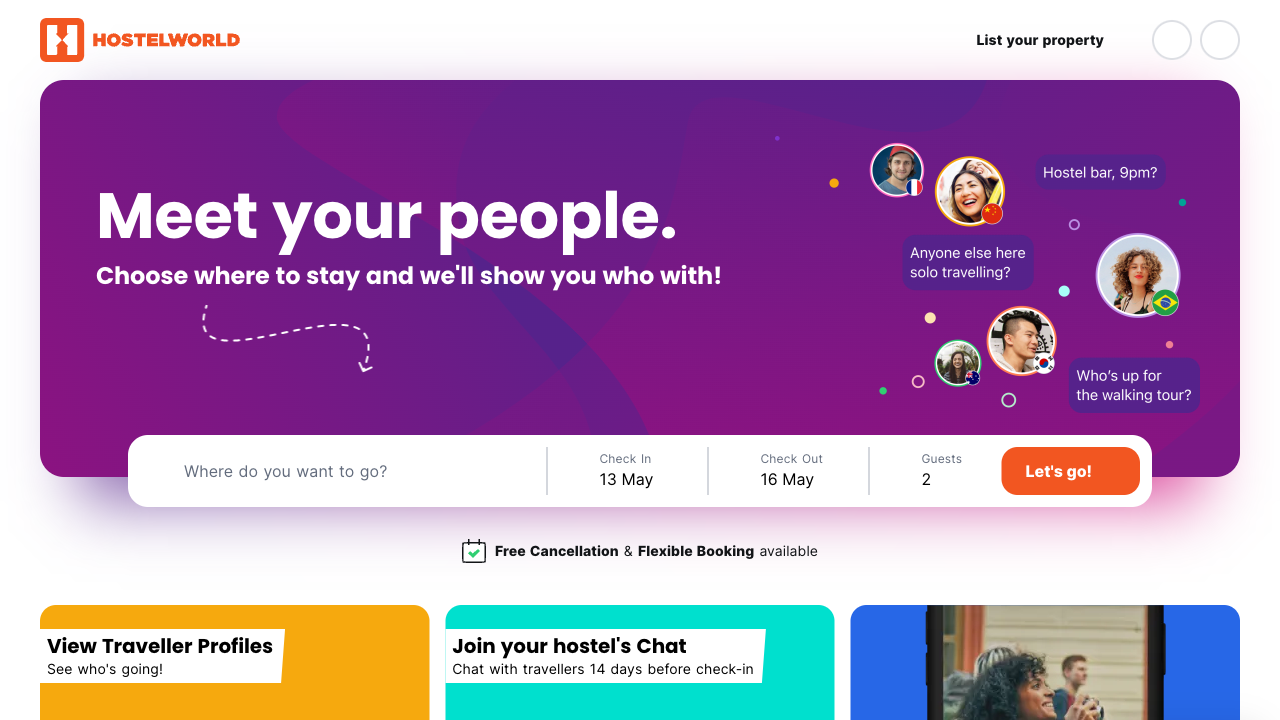 HOSTELWORLD
List your property
Meet your people.
Choose where to stay and we'll show you who with!
Hostel bar, 9pm?
Anyone else here
solo travelling?
Who's up for
the walking tour?
Where do you want to go?
Check In
13 May
Check Out
16 May
Guests
2
Let's go!
Free Cancellation & Flexible Booking available
View Traveller Profiles
See who's going!
Join your hostel's Chat
Chat with travellers 14 days before check-in